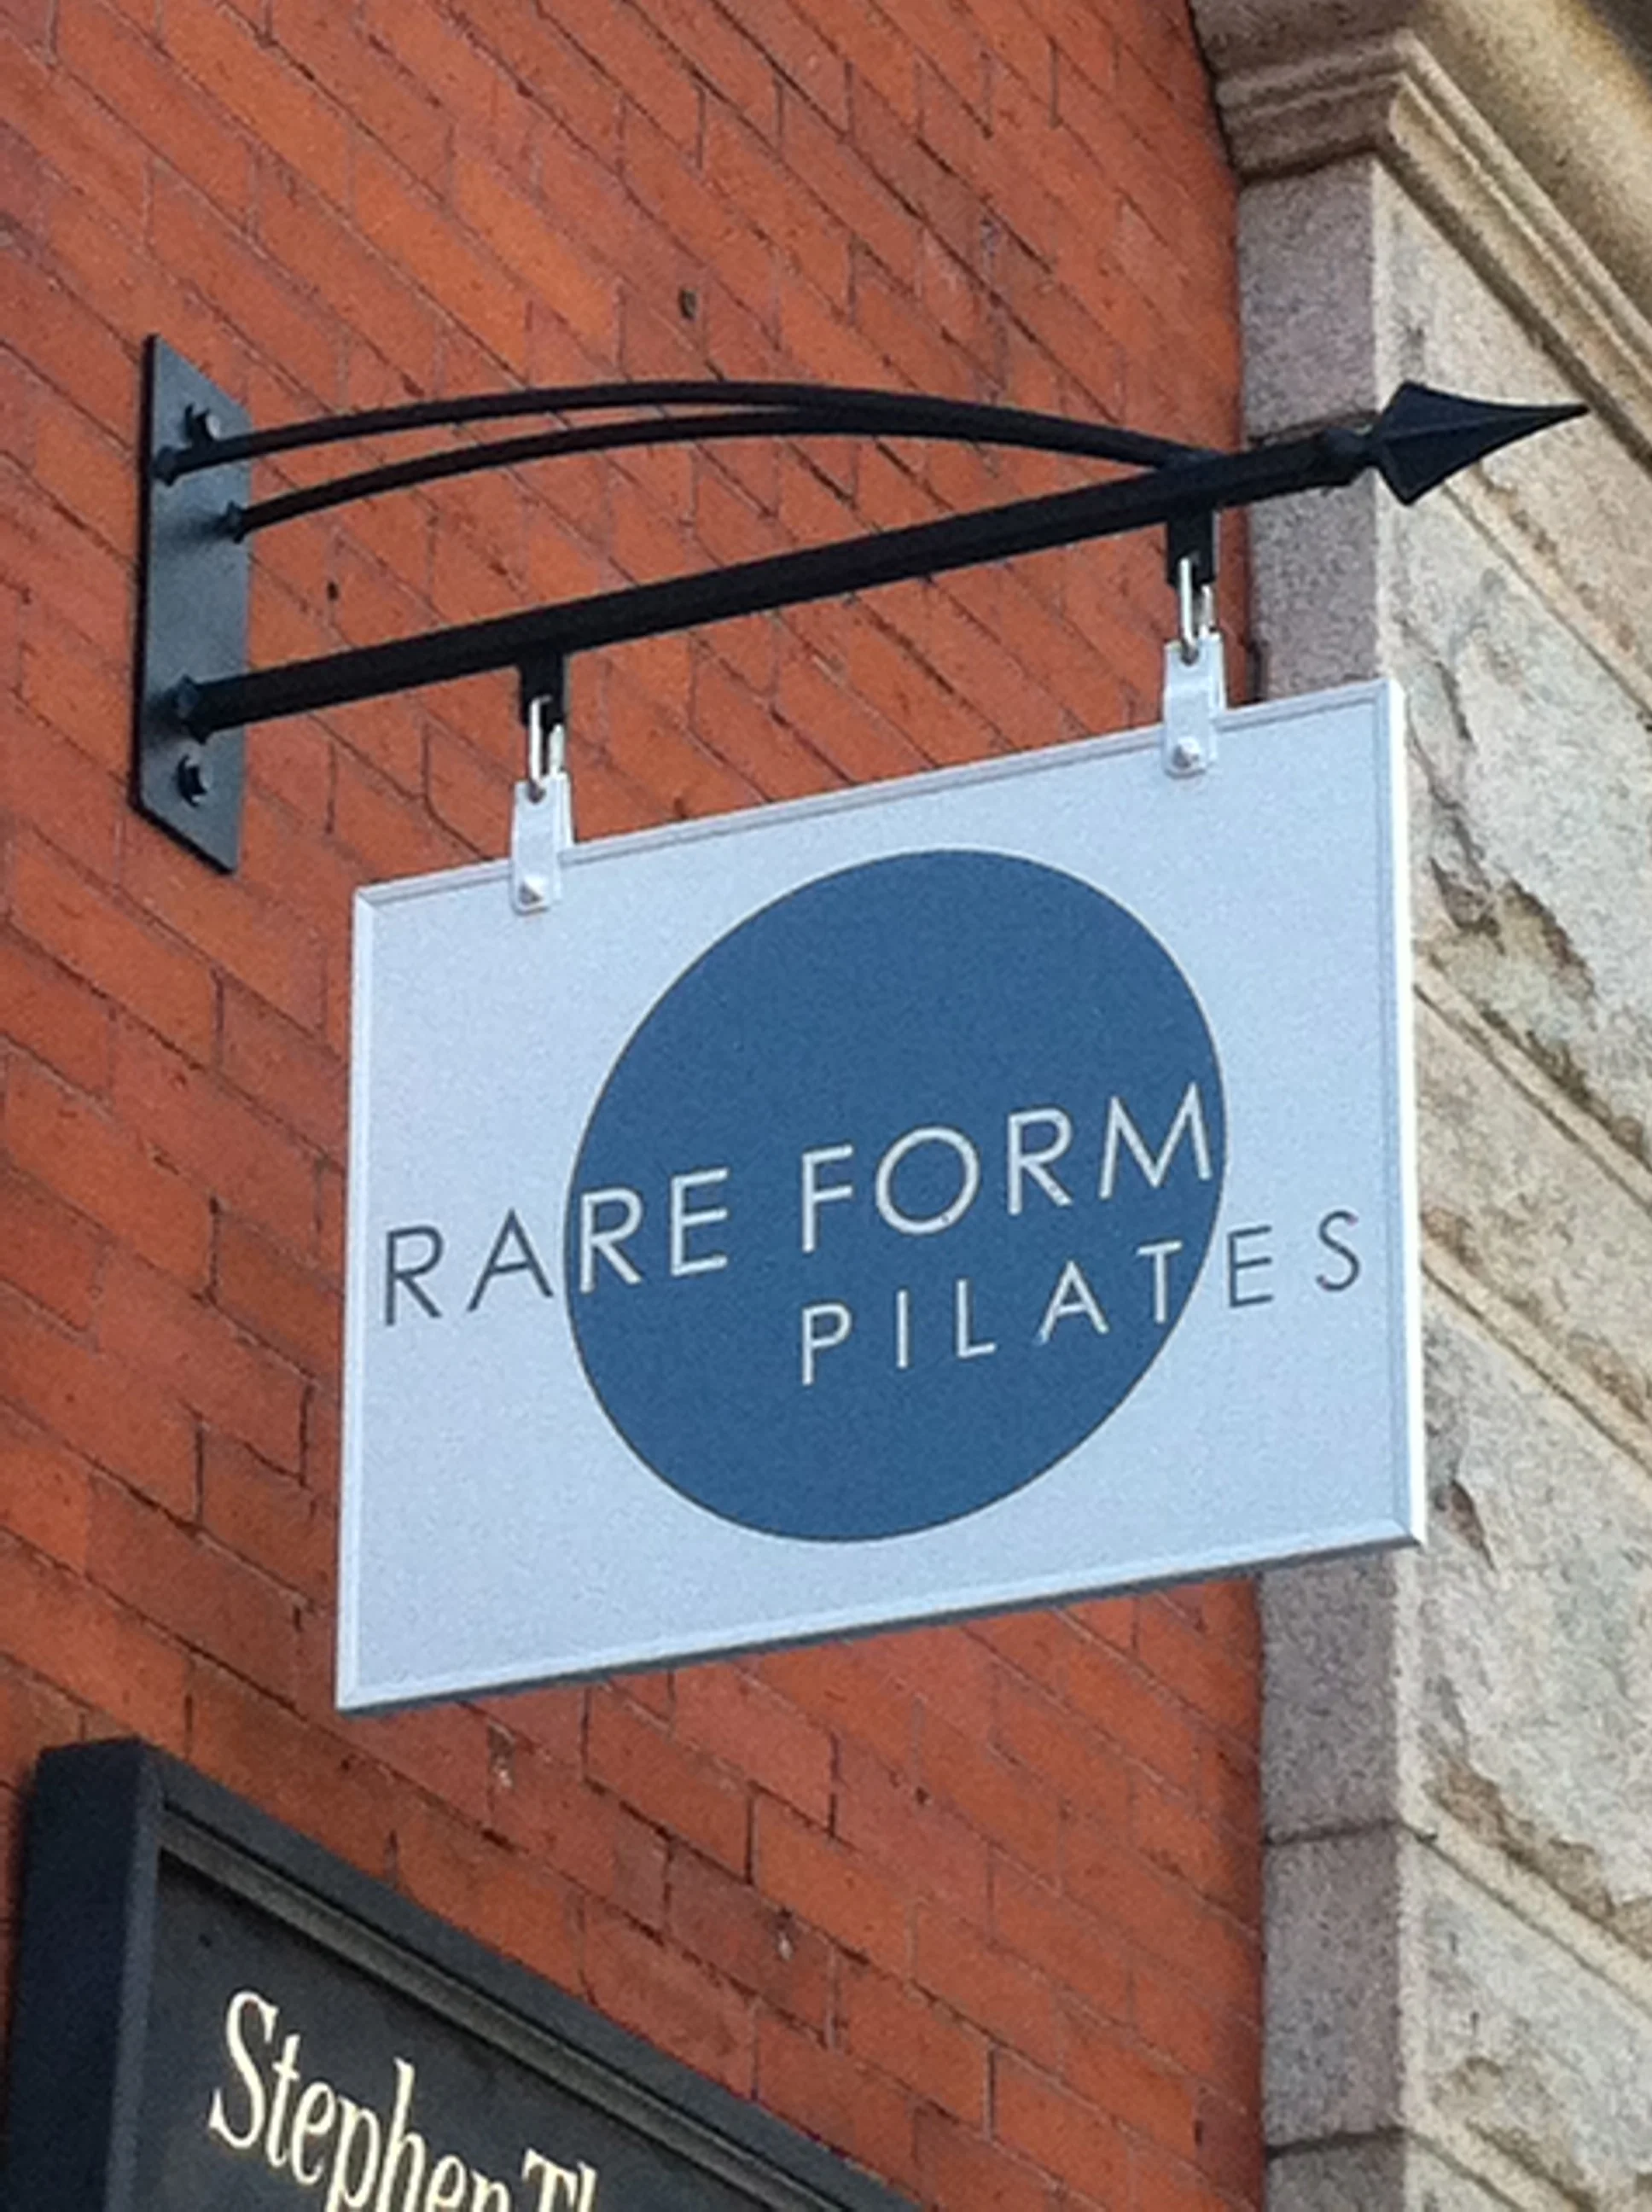 RARE FORM
PILATES
Stephen